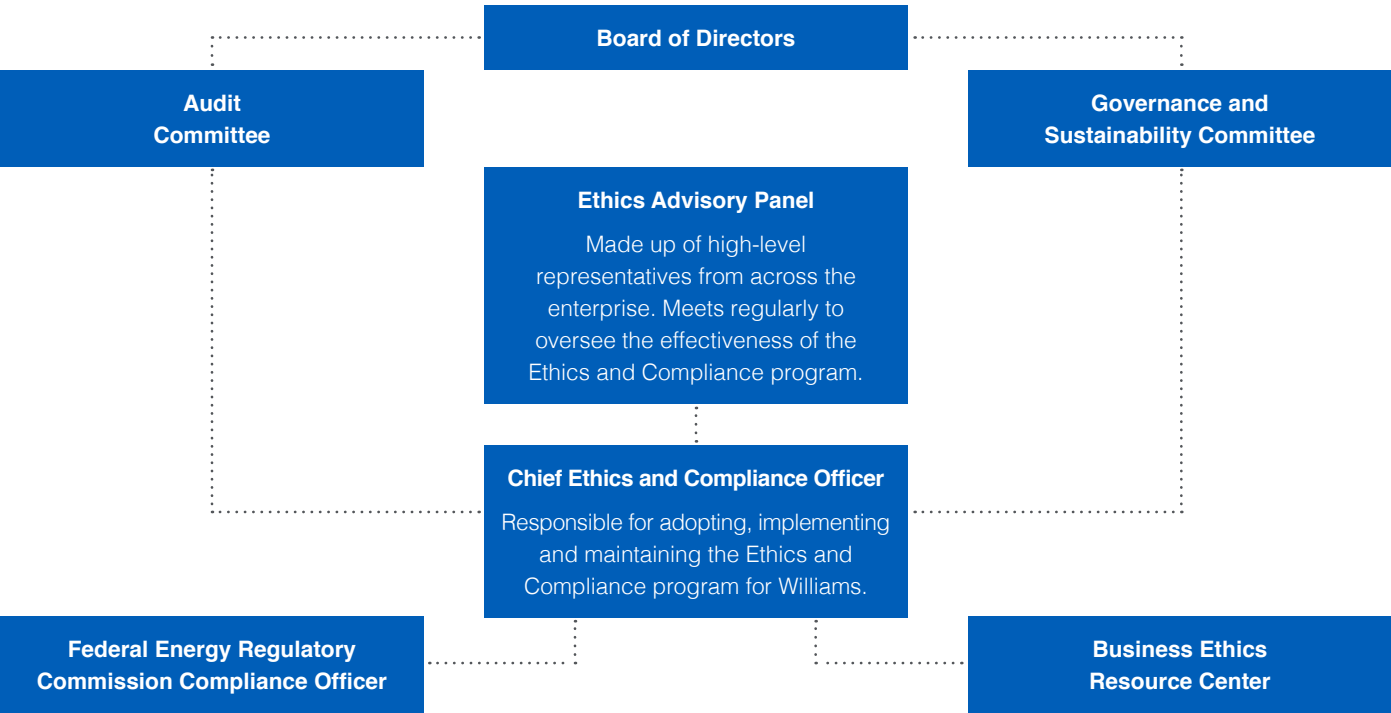 Board of Directors
Audit
Committee
Governance and
Sustainability Committee
Ethics Advisory Panel
Made up of high-level
representatives from across the
enterprise. Meets regularly to
oversee the effectiveness of the
Ethics and Compliance program.
Chief Ethics and Compliance Officer
Responsible for adopting, implementing
and maintaining the Ethics and
Compliance program for Williams.
Federal Energy Regulatory
Commission Compliance Officer
Business Ethics
Resource Center